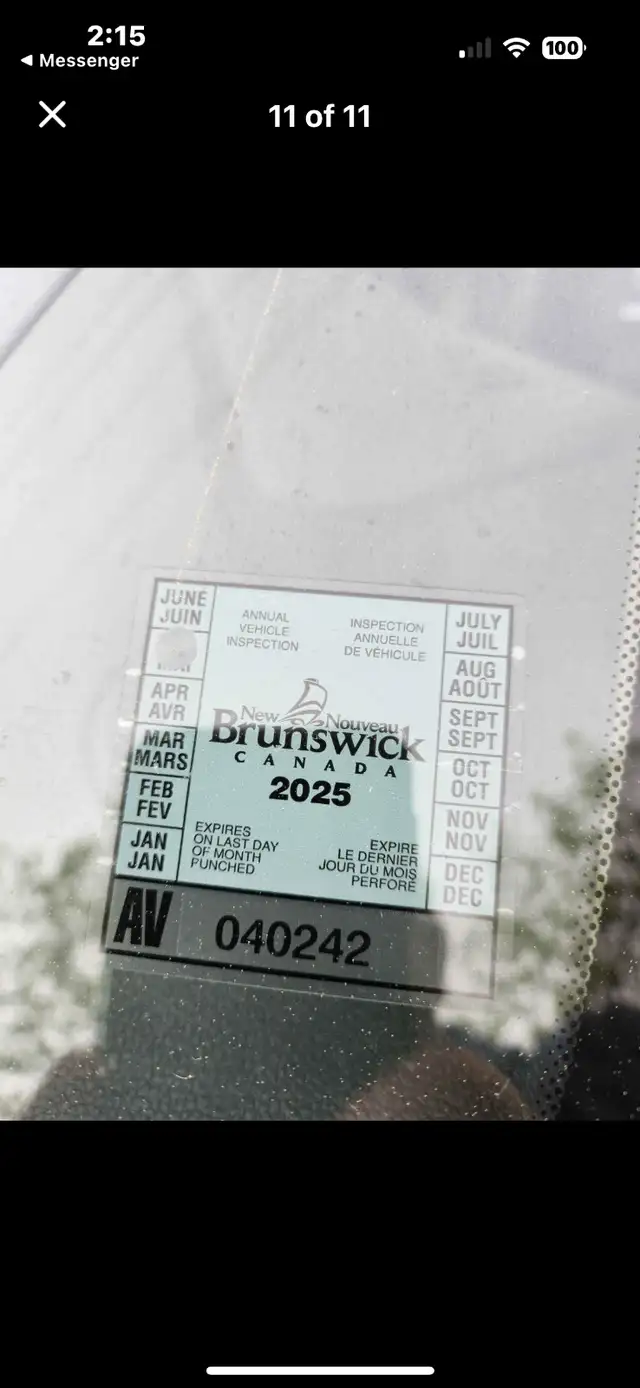 2:15
Messenger
100
11 of 11
JUNE
JUIN
APR
AVR
MAR
MARS
FEB
FEV
JAN
JAN
ANNUAL
VEHICLE
INSPECTION
INSPECTION
ANNUELLE
DE VÉHICULE
New Nouveau
Brunswick
CANADA
2025
EXPIRES
ON LAST DAY
OF MONTH
PUNCHED
EXPIRE
LE DERNIER
JOUR DU MOIS
PERFORÉ
JULY
JUIL
AUG
AOÛT
SEPT
SEPT
OCT
OCT
NOV
NOV
DEC
DEC
AV 040242